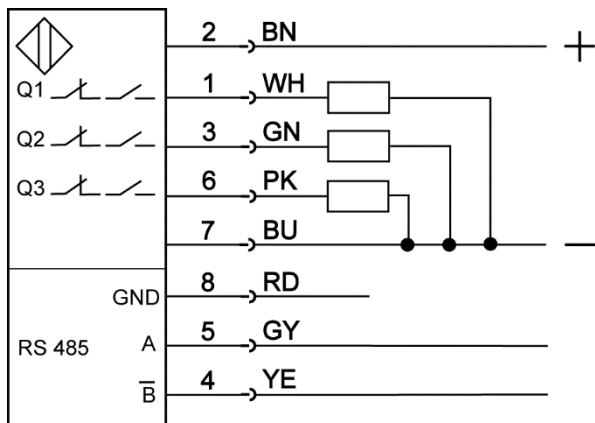 2 BN +
Q1 1 WH
Q2 3 GN
Q3 6 PK
7 BU −
GND 8 RD
RS 485 A 5 GY
B̅ 4 YE